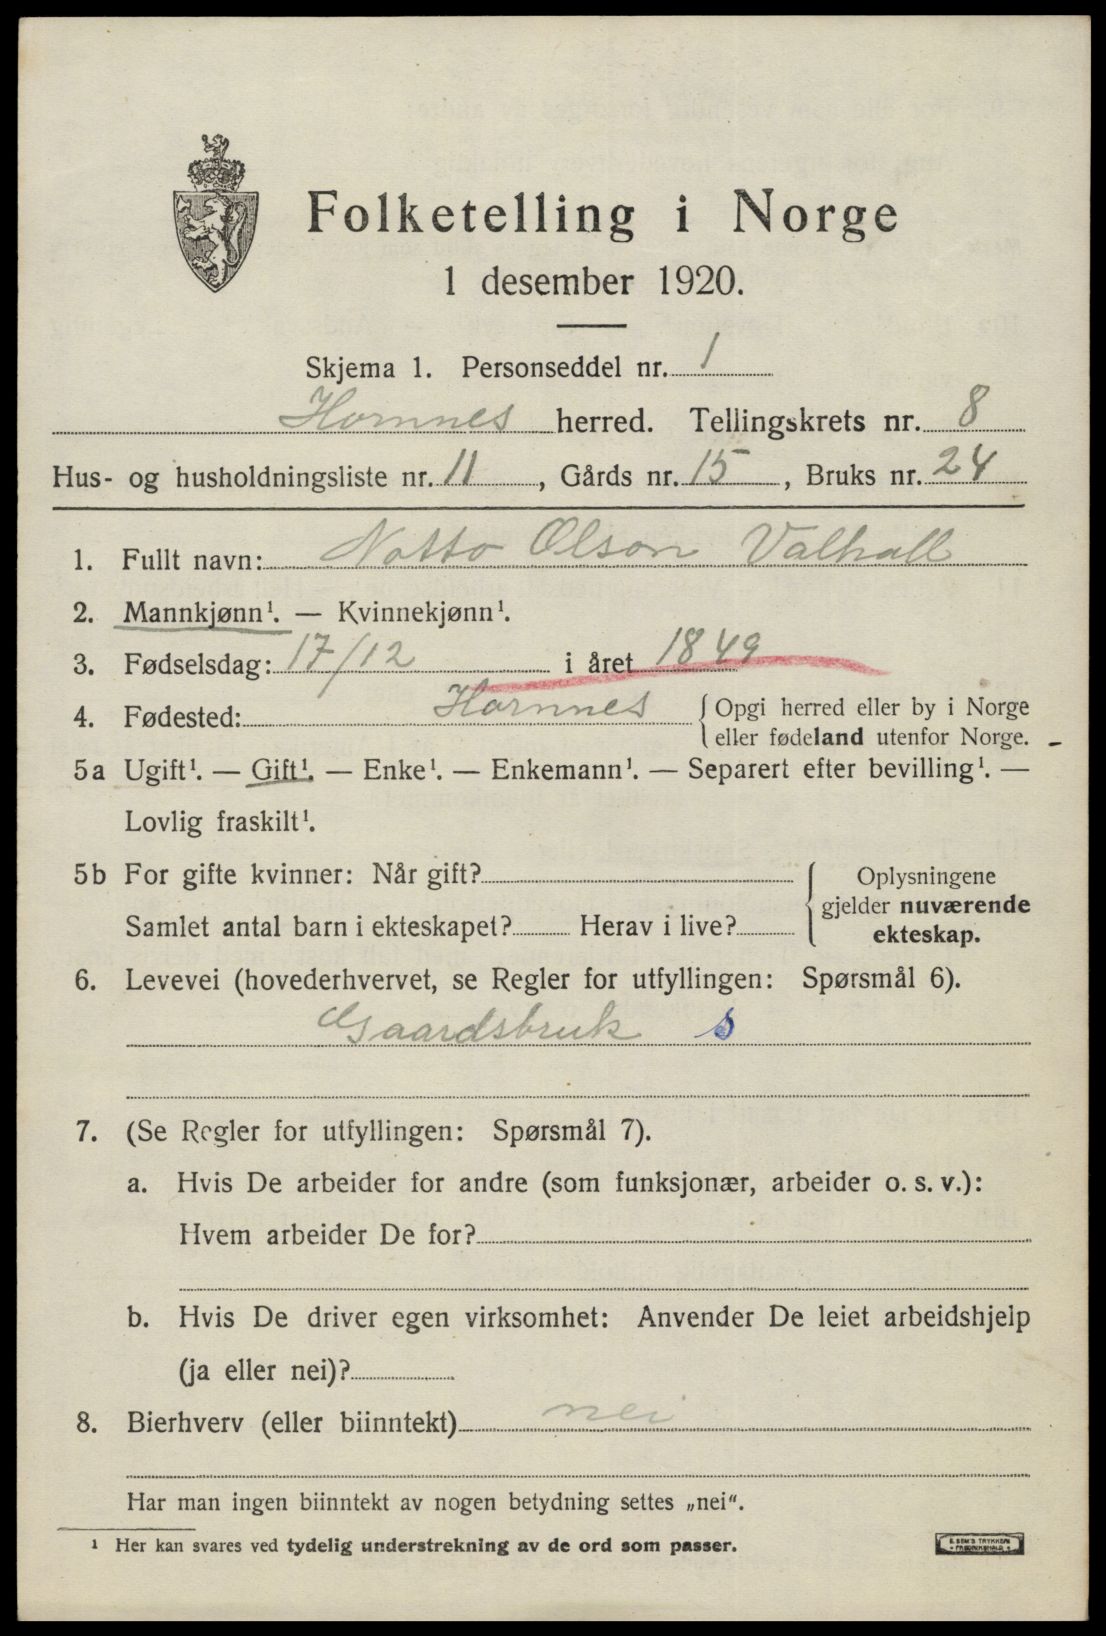 Folketelling i Norge
1 desember 1920.
Skjema 1. Personseddel nr. 1
Hornnes herred. Tellingskrets nr. 8
Hus- og husholdningsliste nr. 11, Gårds nr. 15, Bruks nr. 24
1. Fullt navn: Notto Olson Valhall
2. Mannkjønn¹. — Kvinnekjønn¹.
3. Fødselsdag: 17/12 i året 1849
4. Fødested: Hornnes { Opgi herred eller by i Norge
eller fødeland utenfor Norge.
5a Ugift¹. — Gift¹. — Enke¹. — Enkemann¹. — Separert efter bevilling¹. —
Lovlig fraskilt¹.
5b For gifte kvinner: Når gift? { Oplysningene
gjelder nuværende
Samlet antal barn i ekteskapet? Herav i live? ekteskap.
6. Levevei (hovederhvervet, se Regler for utfyllingen: Spørsmål 6).
Gaardsbruk s
7. (Se Regler for utfyllingen: Spørsmål 7).
a. Hvis De arbeider for andre (som funksjonær, arbeider o. s. v.):
Hvem arbeider De for?
b. Hvis De driver egen virksomhet: Anvender De leiet arbeidshjelp
(ja eller nei)?
8. Bierhverv (eller biinntekt) nei
Har man ingen biinntekt av nogen betydning settes „nei“.
¹ Her kan svares ved tydelig understrekning av de ord som passer.
E. SEM'S TRYKKERI
FREDRIKSHALD